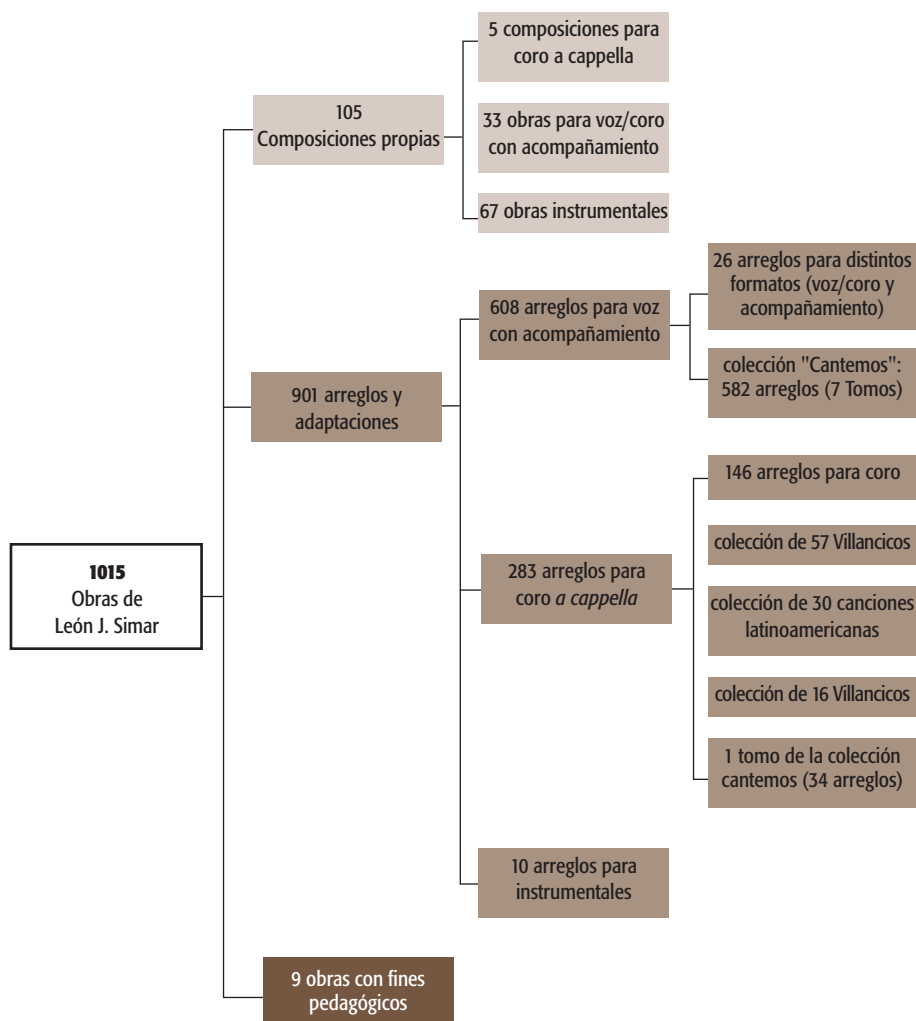 5 composiciones para
coro a cappella
105
Composiciones propias
33 obras para voz/coro
con acompañamiento
67 obras instrumentales
26 arreglos para distintos
formatos (voz/coro y
acompañamiento)
608 arreglos para voz
con acompañamiento
colección "Cantemos":
582 arreglos (7 Tomos)
901 arreglos y
adaptaciones
146 arreglos para coro
colección de 57 Villancicos
1015
Obras de
León J. Simar
283 arreglos para
coro a cappella
colección de 30 canciones
latinoamericanas
colección de 16 Villancicos
1 tomo de la colección
cantemos (34 arreglos)
10 arreglos para
instrumentales
9 obras con fines
pedagógicos